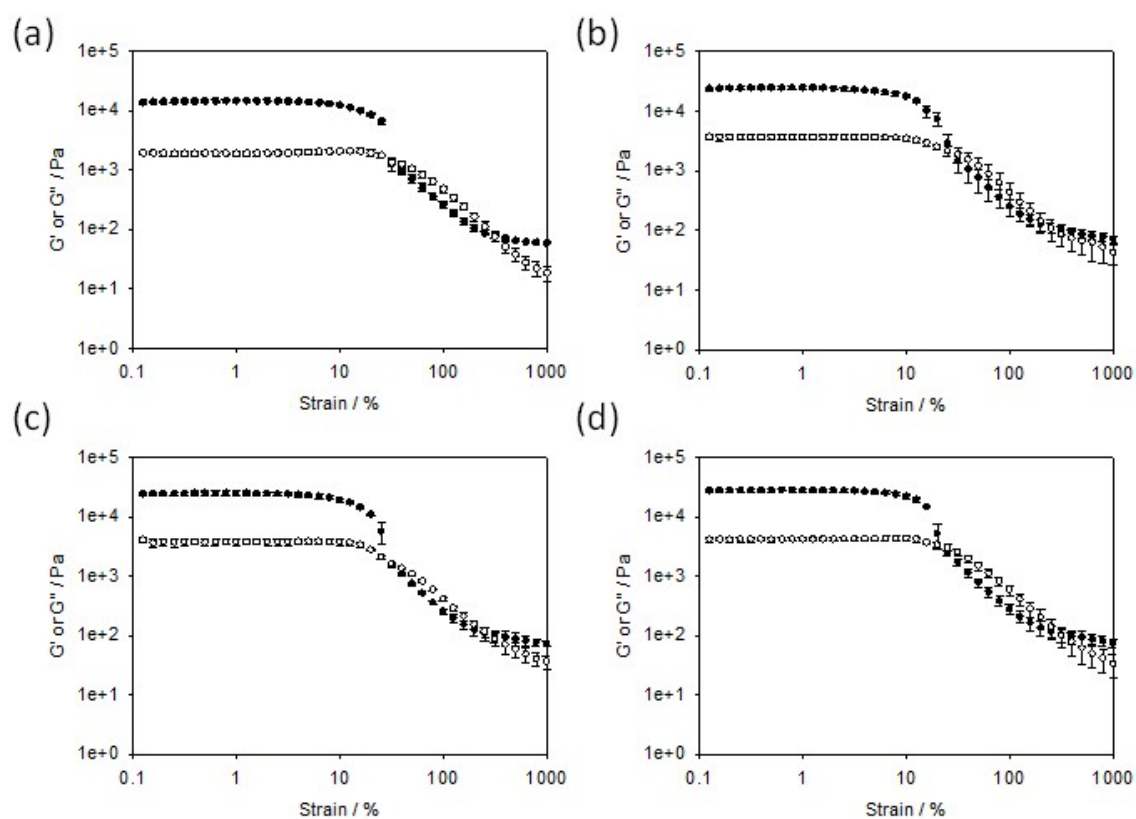 (a)
1e+5
1e+4
1e+3
1e+2
1e+1
1e+0
G' or G'' / Pa
0.1 1 10 100 1000
Strain / %
(b)
1e+5
1e+4
1e+3
1e+2
1e+1
1e+0
G' or G'' / Pa
0.1 1 10 100 1000
Strain / %
(c)
1e+5
1e+4
1e+3
1e+2
1e+1
1e+0
G' or G'' / Pa
0.1 1 10 100 1000
Strain / %
(d)
1e+5
1e+4
1e+3
1e+2
1e+1
1e+0
G' or G'' / Pa
0.1 1 10 100 1000
Strain / %